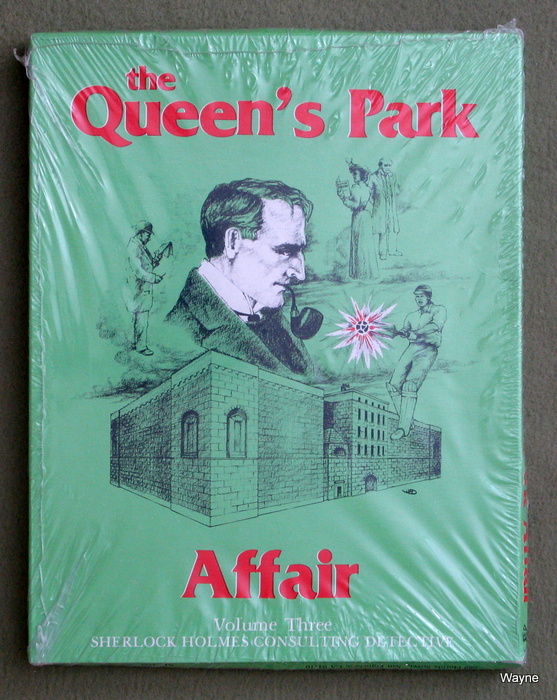 the
Queen's Park
Affair
Volume Three
SHERLOCK HOLMES CONSULTING DETECTIVE
Wayne